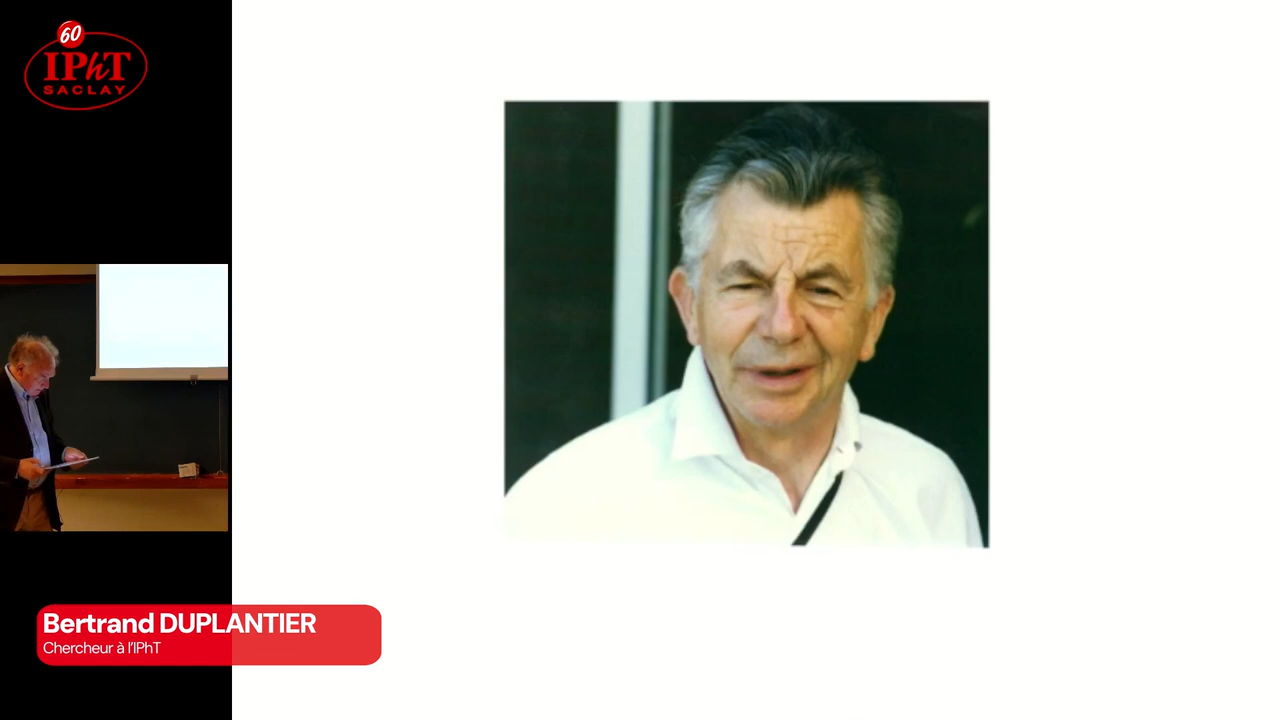 60
IPhT
SACLAY
Bertrand DUPLANTIER
Chercheur à l'IPhT